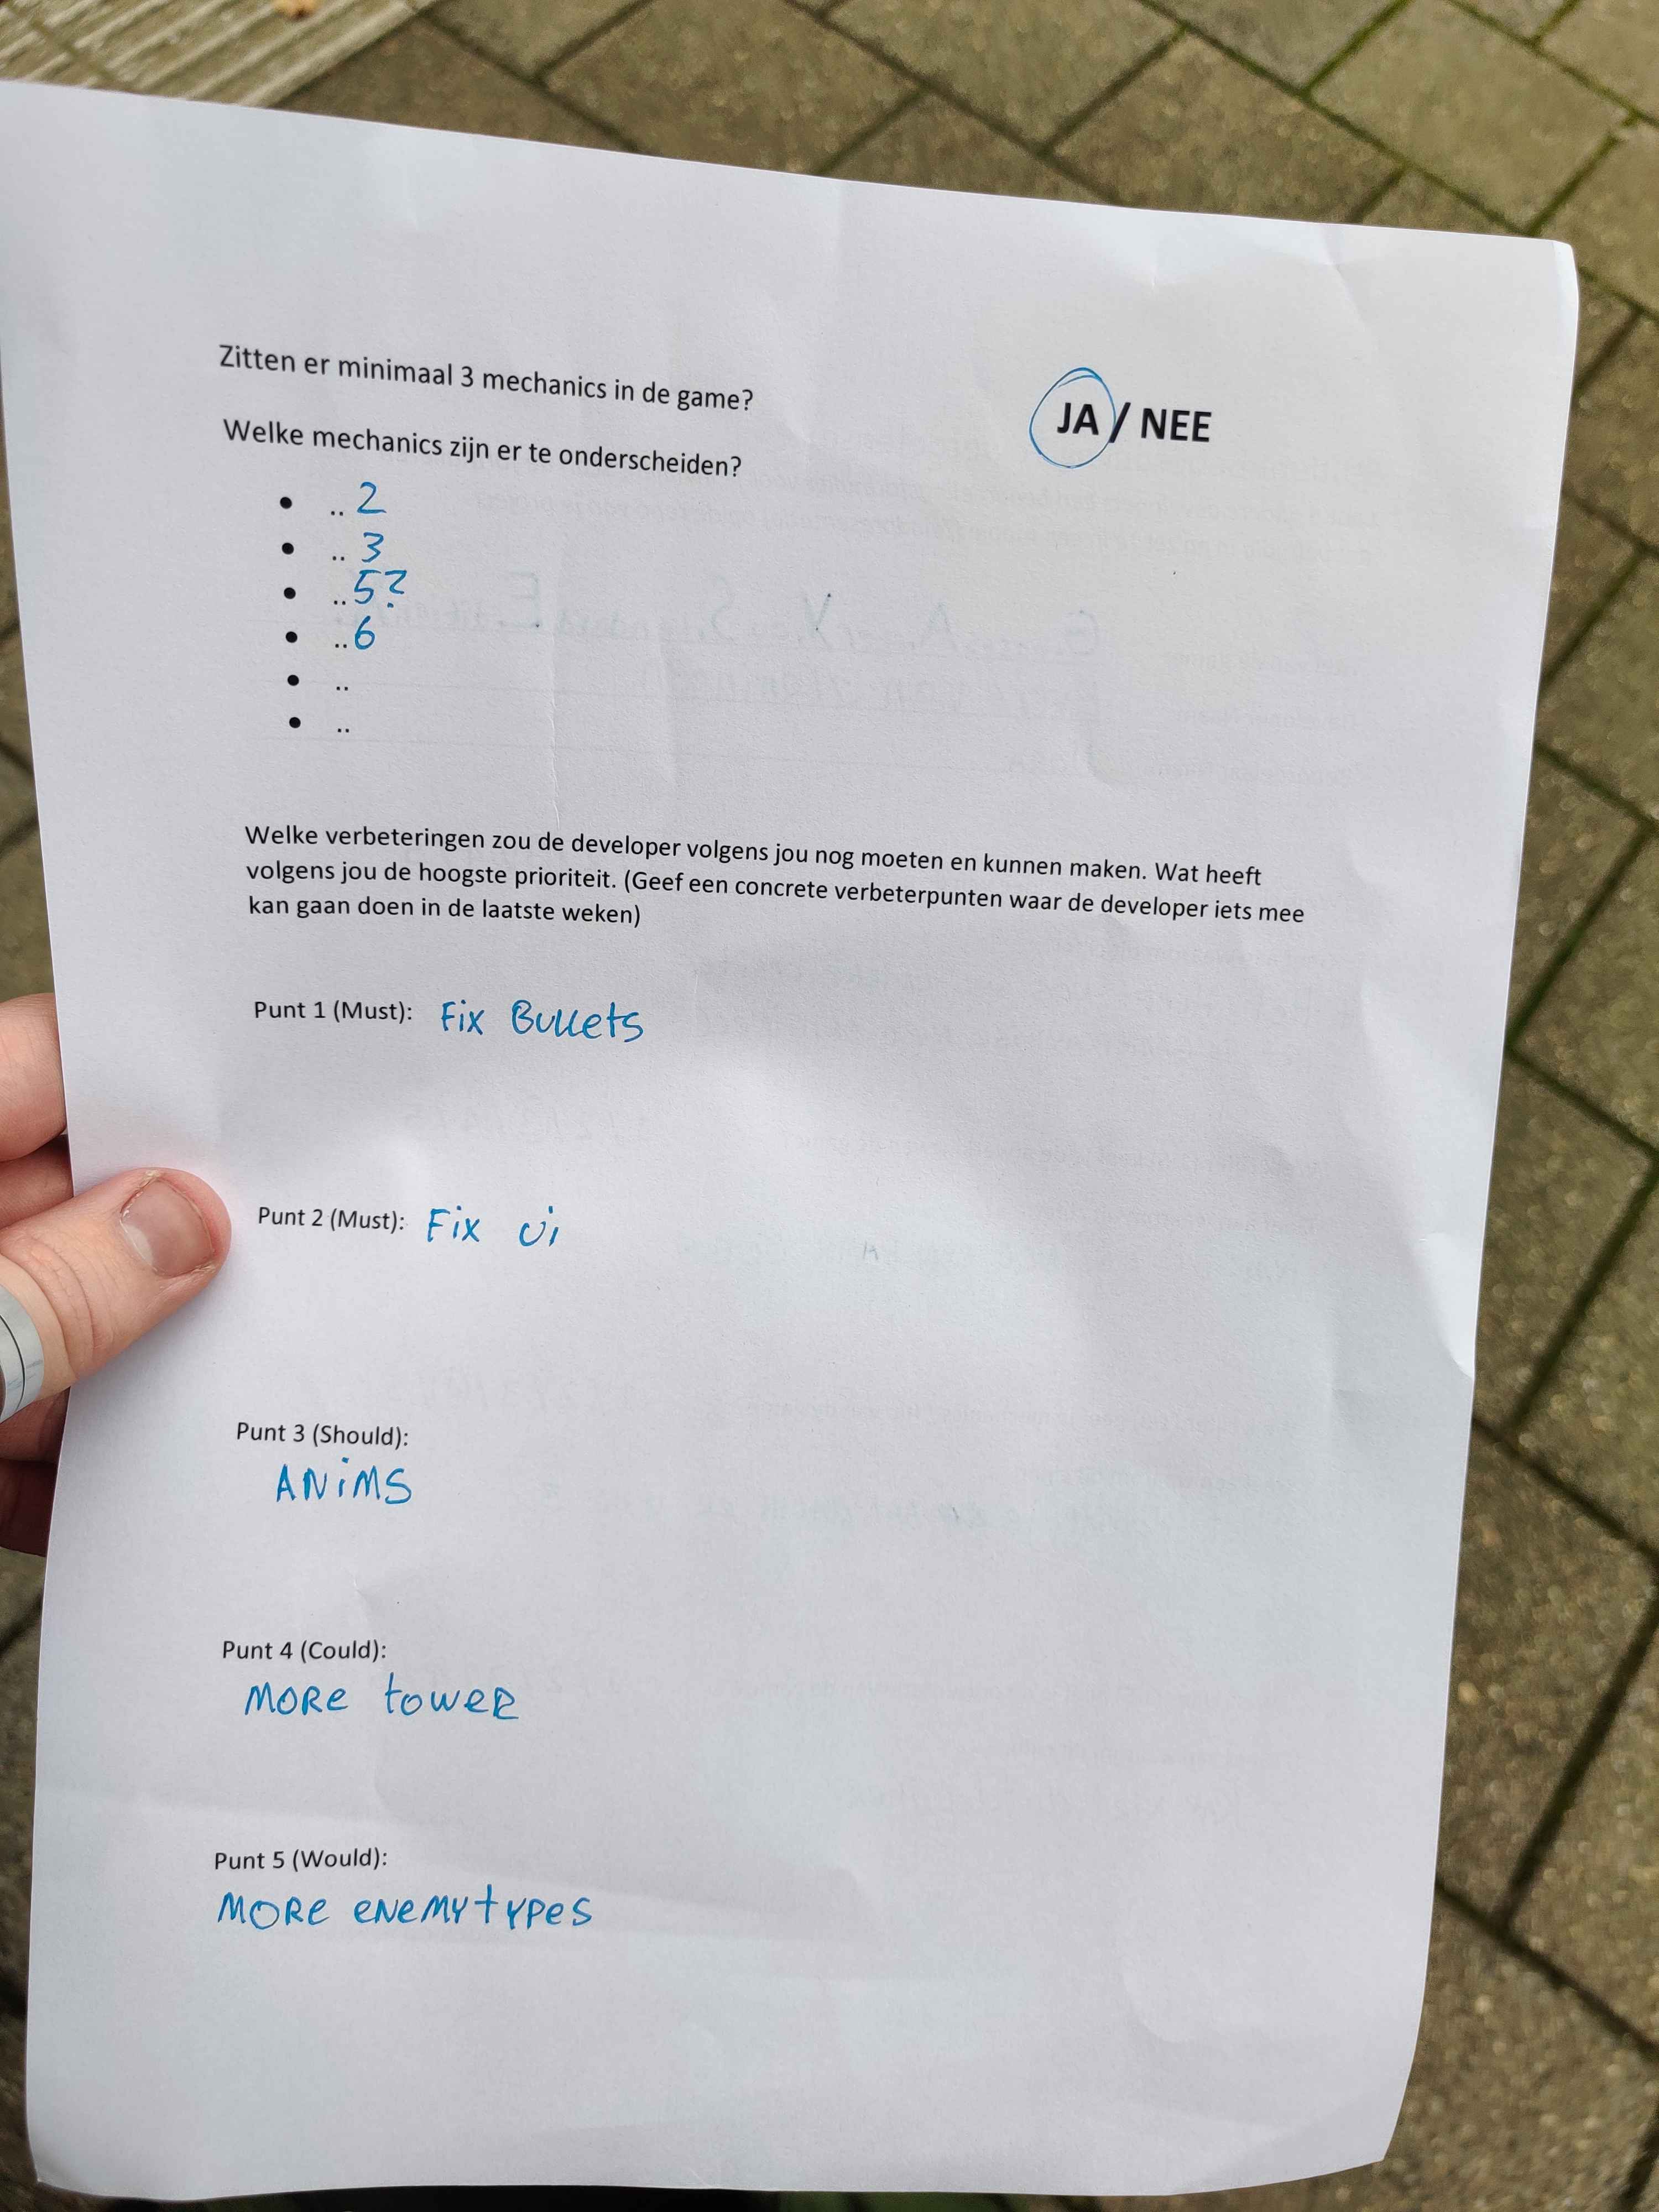 Zitten er minimaal 3 mechanics in de game?
JA / NEE
Welke mechanics zijn er te onderscheiden?
• .. 2
• .. 3
• .. 5?
• .. 6
• ..
• ..
Welke verbeteringen zou de developer volgens jou nog moeten en kunnen maken. Wat heeft
volgens jou de hoogste prioriteit. (Geef een concrete verbeterpunten waar de developer iets mee
kan gaan doen in de laatste weken)
Punt 1 (Must): Fix Bullets
Punt 2 (Must): Fix Ui
Punt 3 (Should):
ANiMS
Punt 4 (Could):
MORe toweR
Punt 5 (Would):
MORe eNeMYtYPeS